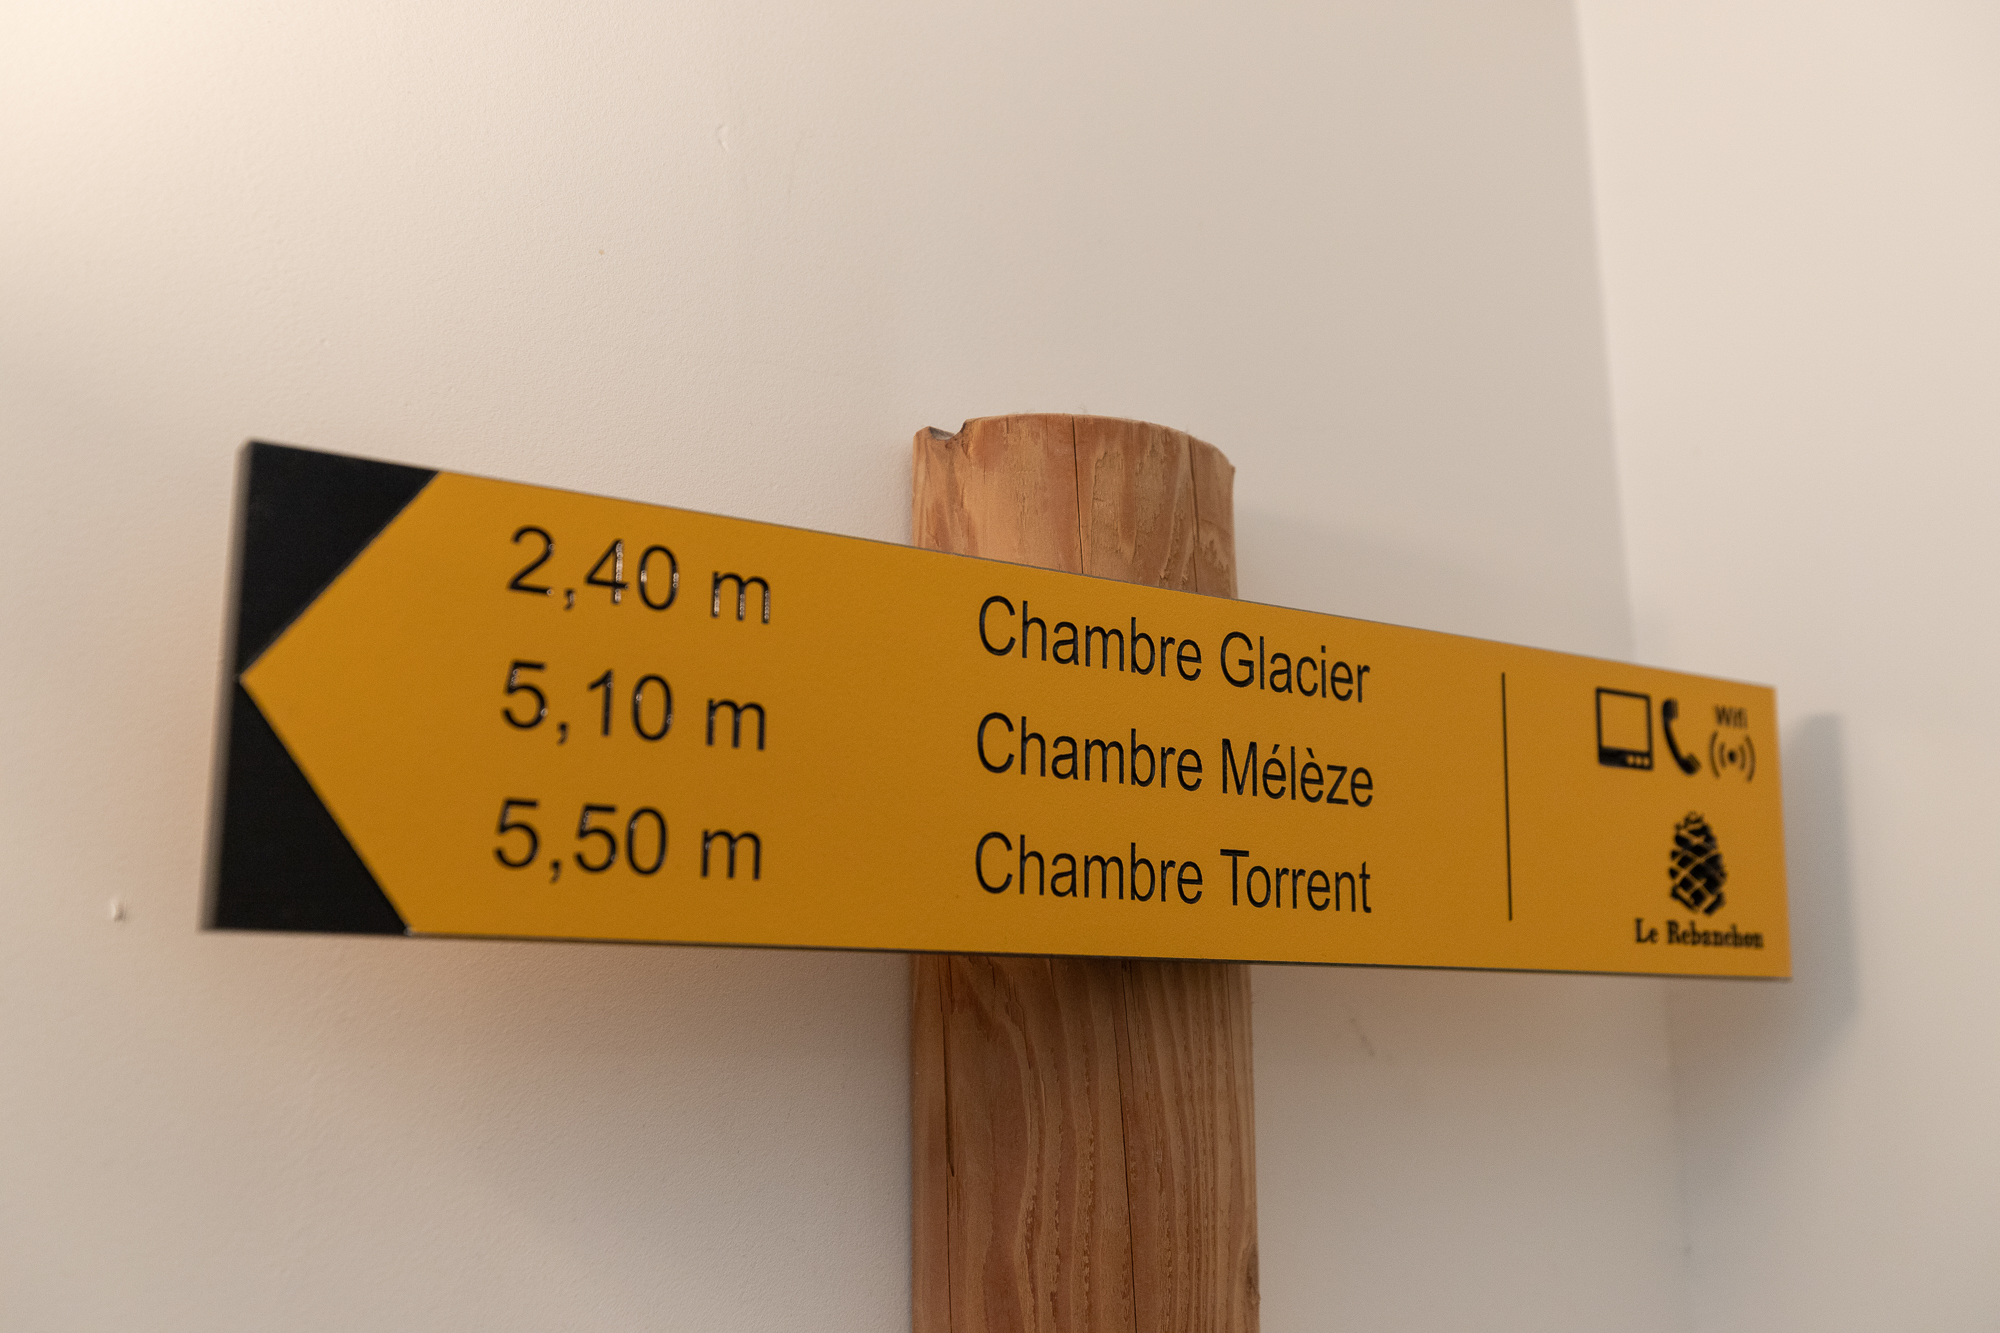 2,40 m Chambre Glacier
5,10 m Chambre Mélèze
5,50 m Chambre Torrent
Wifi
Le Rebanchon